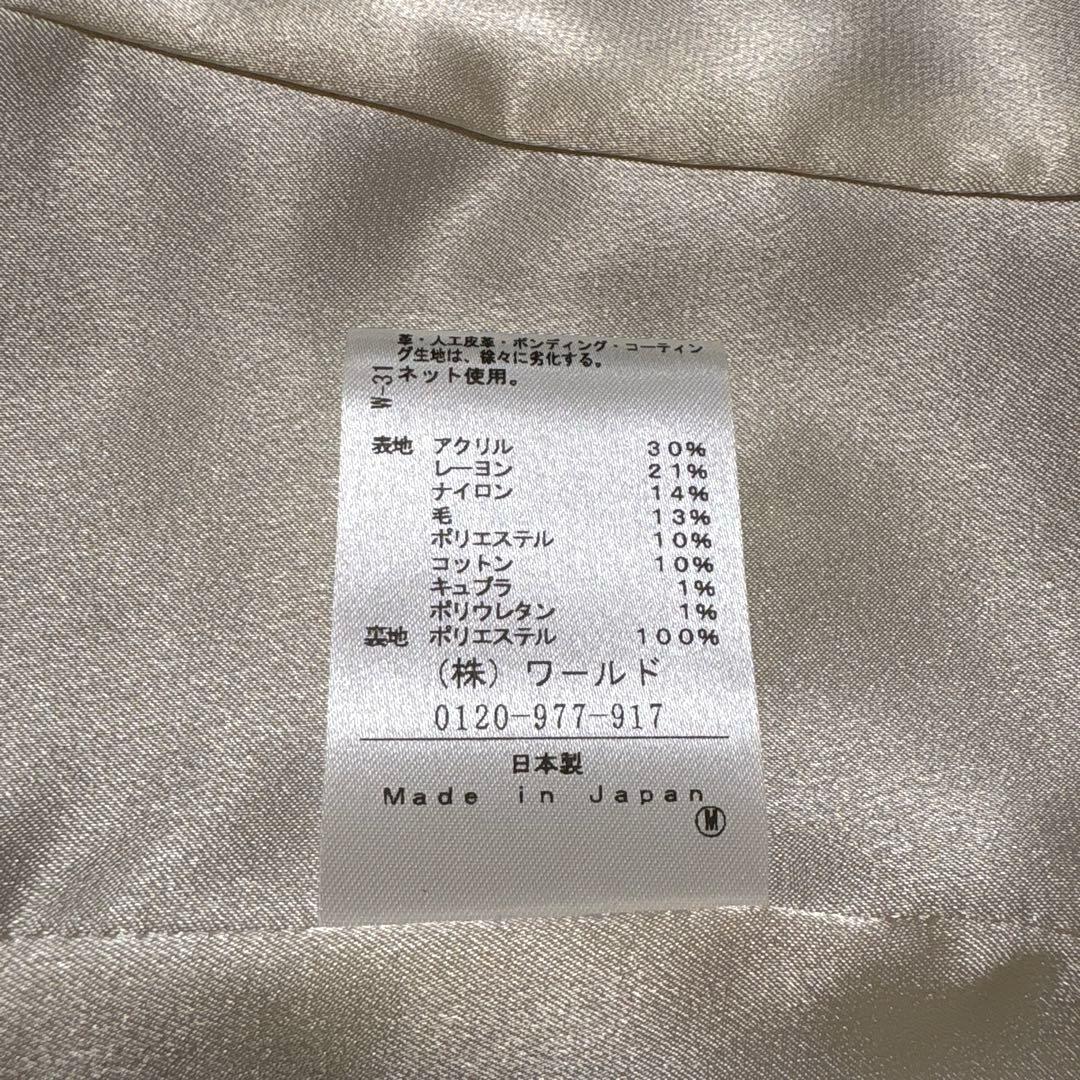 革・人工皮革・ボンディング・コーティン
グ生地は、徐々に劣化する。
ネット使用。
W-31
表地 アクリル 30%
レーヨン 21%
ナイロン 14%
毛 13%
ポリエステル 10%
コットン 10%
キュプラ 1%
ポリウレタン 1%
裏地 ポリエステル 100%
(株) ワールド
0120-977-917
日本製
Made in Japan
Ⓜ